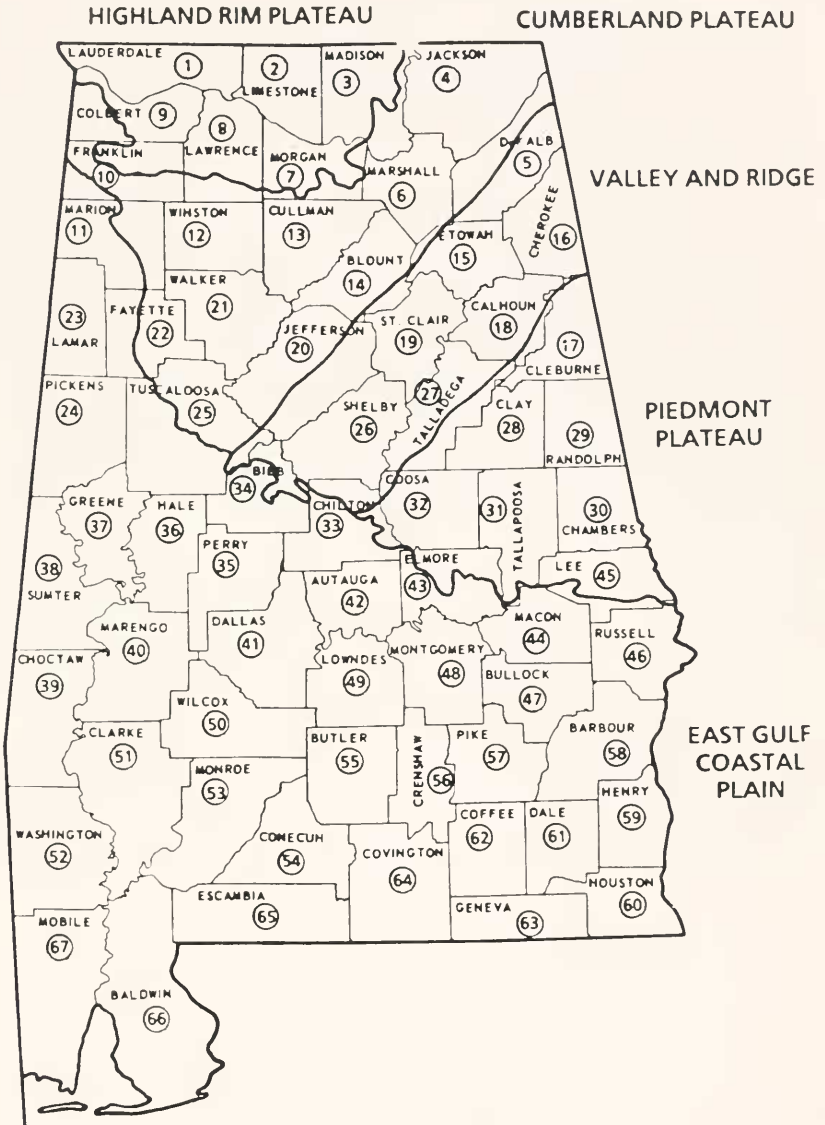 HIGHLAND RIM PLATEAU
CUMBERLAND PLATEAU
LAUDERDALE
1
2
LIMESTONE
MADISON
3
JACKSON
4
COLBERT 9
8
LAWRENCE
FRANKLIN
10
MORGAN
7
MARSHALL
6
DEKALB
5
VALLEY AND RIDGE
MARION
11
WINSTON
12
CULLMAN
13
BLOUNT
14
ETOWAH
15
CHEROKEE
16
WALKER
21
FAYETTE
22
23
LAMAR
JEFFERSON
20
ST. CLAIR
19
CALHOUN
18
17
CLEBURNE
PICKENS
24
TUSCALOOSA
25
SHELBY
26
27
TALLADEGA
CLAY
28
29
RANDOLPH
PIEDMONT
PLATEAU
BIBB
34
GREENE
37
HALE
36
CHILTON
33
COOSA
32
31
TALLAPOOSA
30
CHAMBERS
PERRY
35
38
SUMTER
ELMORE
43
LEE
45
AUTAUGA
42
MARENGO
40
DALLAS
41
MACON
44
RUSSELL
46
CHOCTAW
39
LOWNDES
49
MONTGOMERY
48
BULLOCK
47
WILCOX
50
CLARKE
51
BUTLER
55
CRENSHAW
56
PIKE
57
BARBOUR
58
EAST GULF
COASTAL
PLAIN
MONROE
53
HENRY
59
WASHINGTON
52
CONECUH
54
COVINGTON
64
COFFEE
62
DALE
61
HOUSTON
60
ESCAMBIA
65
GENEVA
63
MOBILE
67
BALDWIN
66